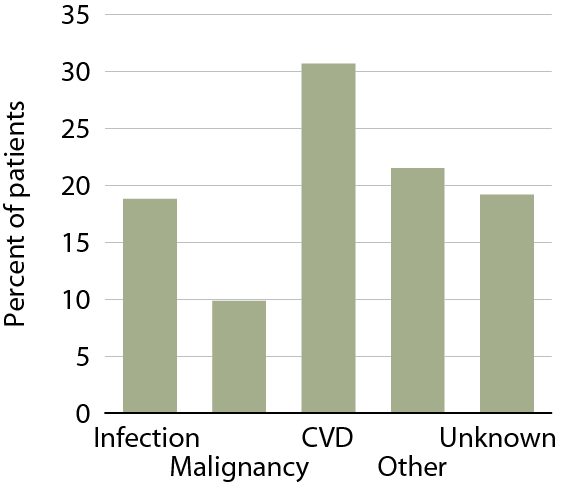 Percent of patients
35
30
25
20
15
10
5
0
Infection
Malignancy
CVD
Other
Unknown